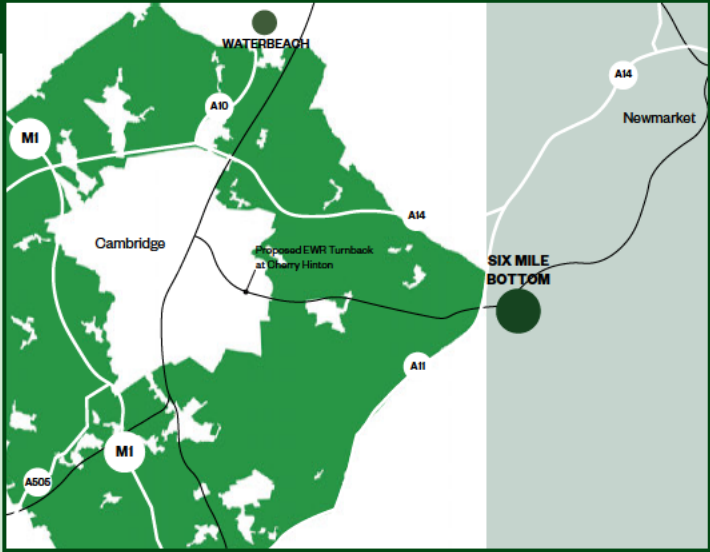 WATERBEACH
A14
A10
Newmarket
M1
A14
Cambridge
Proposed EWR Turnback
at Cherry Hinton
SIX MILE
BOTTOM
A11
M1
A505